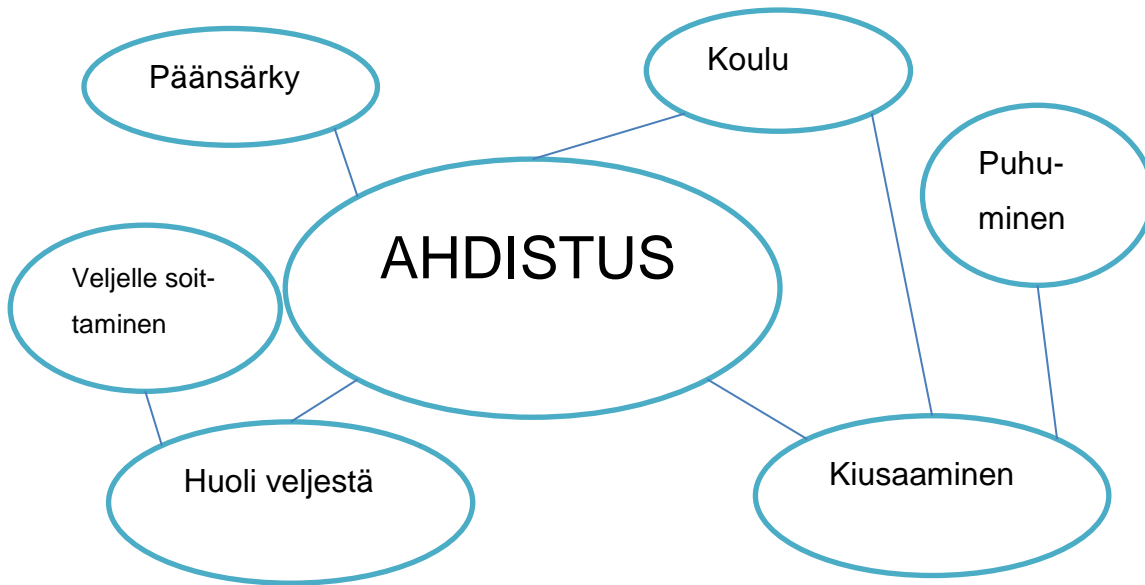 Päänsärky
Koulu
Puhu-
minen
AHDISTUS
Veljelle soit-
taminen
Huoli veljestä
Kiusaaminen